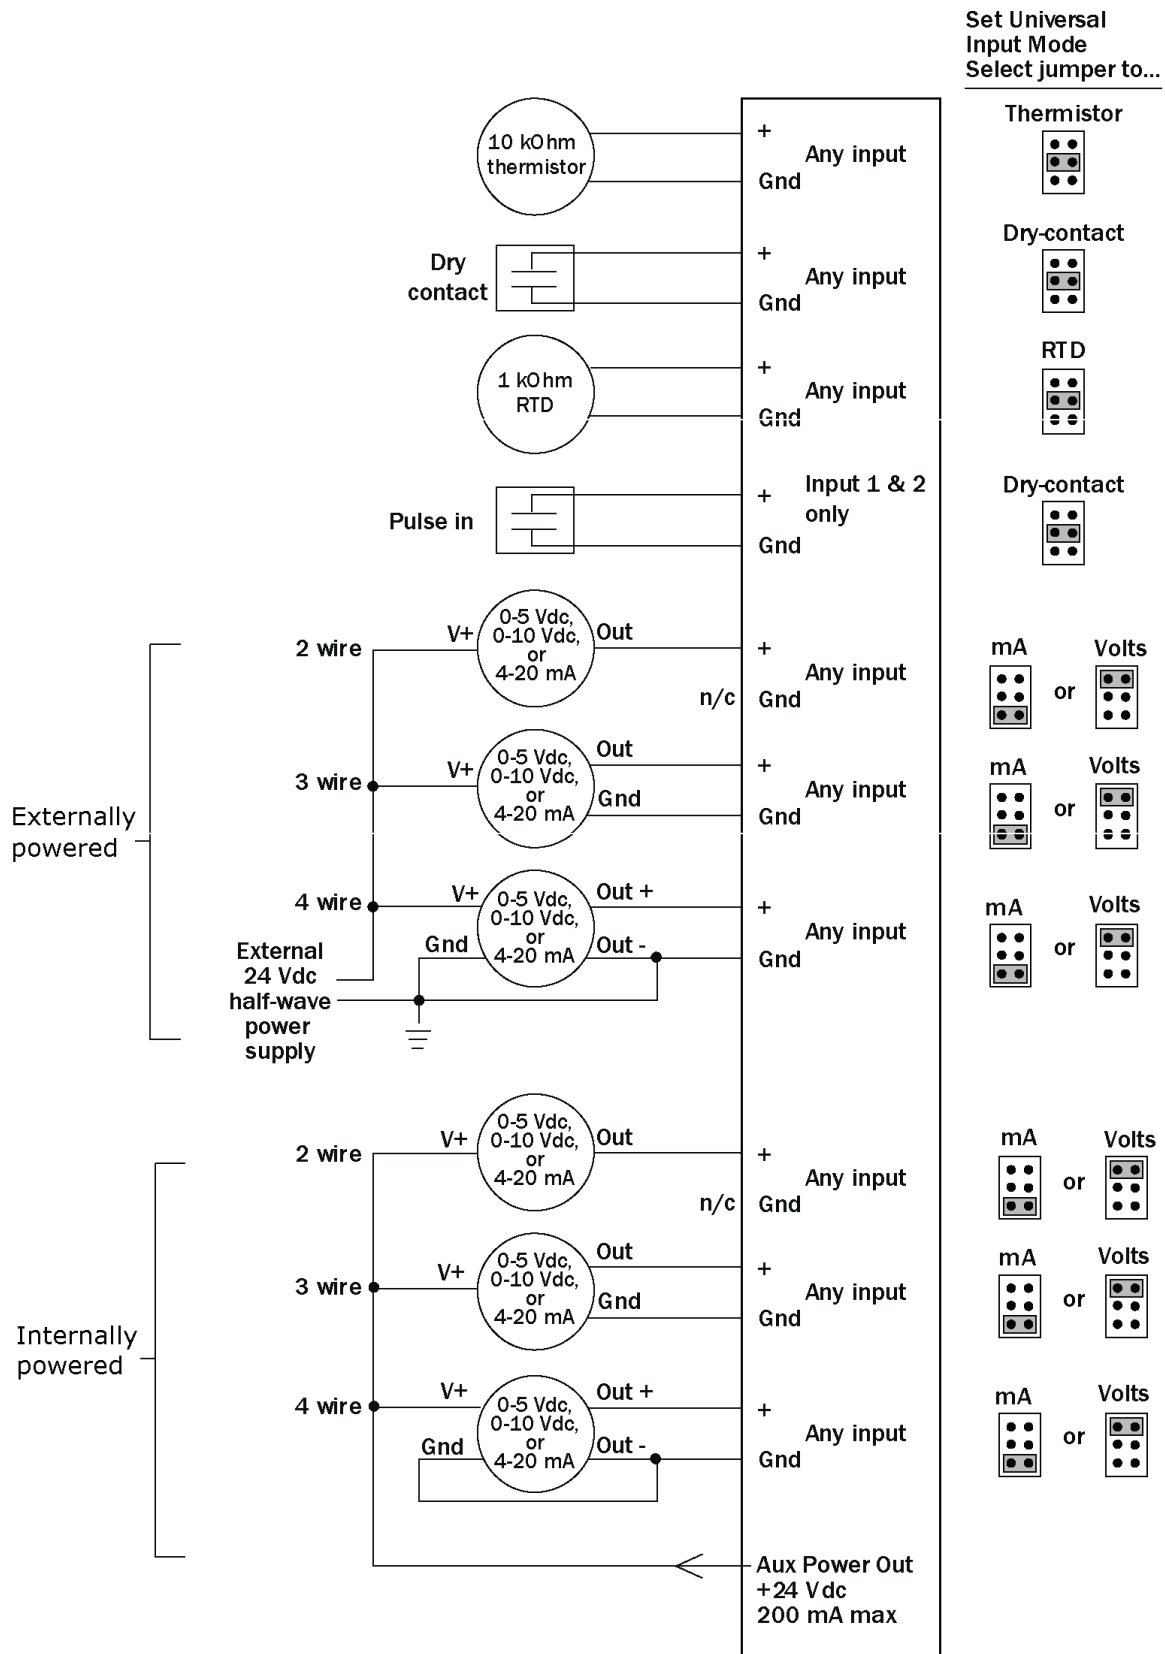 Set Universal
Input Mode
Select jumper to...
Thermistor
10 kOhm
thermistor
+
Any input
Gnd
Dry-contact
Dry
contact
+
Any input
Gnd
RTD
1 kOhm
RTD
+
Any input
Gnd
Dry-contact
Pulse in
+
Input 1 & 2
only
Gnd
Externally
powered
2 wire
V+
0-5 Vdc,
0-10 Vdc,
or
4-20 mA
Out
n/c
+
Any input
Gnd
mA
or
Volts
3 wire
V+
0-5 Vdc,
0-10 Vdc,
or
4-20 mA
Out
Gnd
+
Any input
Gnd
mA
or
Volts
4 wire
V+
Gnd
0-5 Vdc,
0-10 Vdc,
or
4-20 mA
Out +
Out -
+
Any input
Gnd
mA
or
Volts
External
24 Vdc
half-wave
power
supply
Internally
powered
2 wire
V+
0-5 Vdc,
0-10 Vdc,
or
4-20 mA
Out
n/c
+
Any input
Gnd
mA
or
Volts
3 wire
V+
0-5 Vdc,
0-10 Vdc,
or
4-20 mA
Out
Gnd
+
Any input
Gnd
mA
or
Volts
4 wire
V+
Gnd
0-5 Vdc,
0-10 Vdc,
or
4-20 mA
Out +
Out -
+
Any input
Gnd
mA
or
Volts
Aux Power Out
+24 Vdc
200 mA max